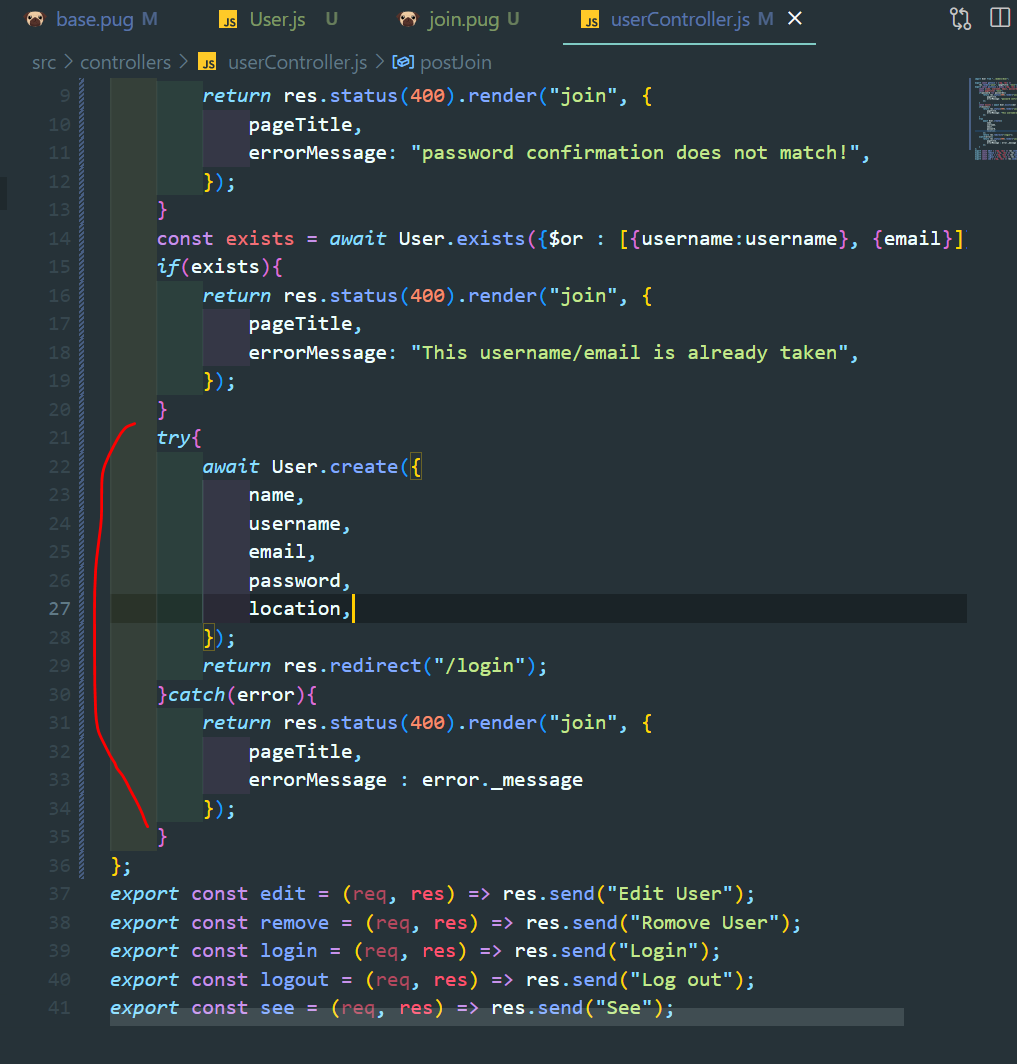 base.pug M
JS User.js U
join.pug U
JS userController.js M
src > controllers > JS userController.js > postJoin
9 return res.status(400).render("join", {
10 pageTitle,
11 errorMessage: "password confirmation does not match!",
12 });
13 }
14 const exists = await User.exists({$or : [{username:username}, {email}]
15 if(exists){
16 return res.status(400).render("join", {
17 pageTitle,
18 errorMessage: "This username/email is already taken",
19 });
20 }
21 try{
22 await User.create({
23 name,
24 username,
25 email,
26 password,
27 location,
28 });
29 return res.redirect("/login");
30 }catch(error){
31 return res.status(400).render("join", {
32 pageTitle,
33 errorMessage : error._message
34 });
35 }
36 };
37 export const edit = (req, res) => res.send("Edit User");
38 export const remove = (req, res) => res.send("Romove User");
39 export const login = (req, res) => res.send("Login");
40 export const logout = (req, res) => res.send("Log out");
41 export const see = (req, res) => res.send("See");